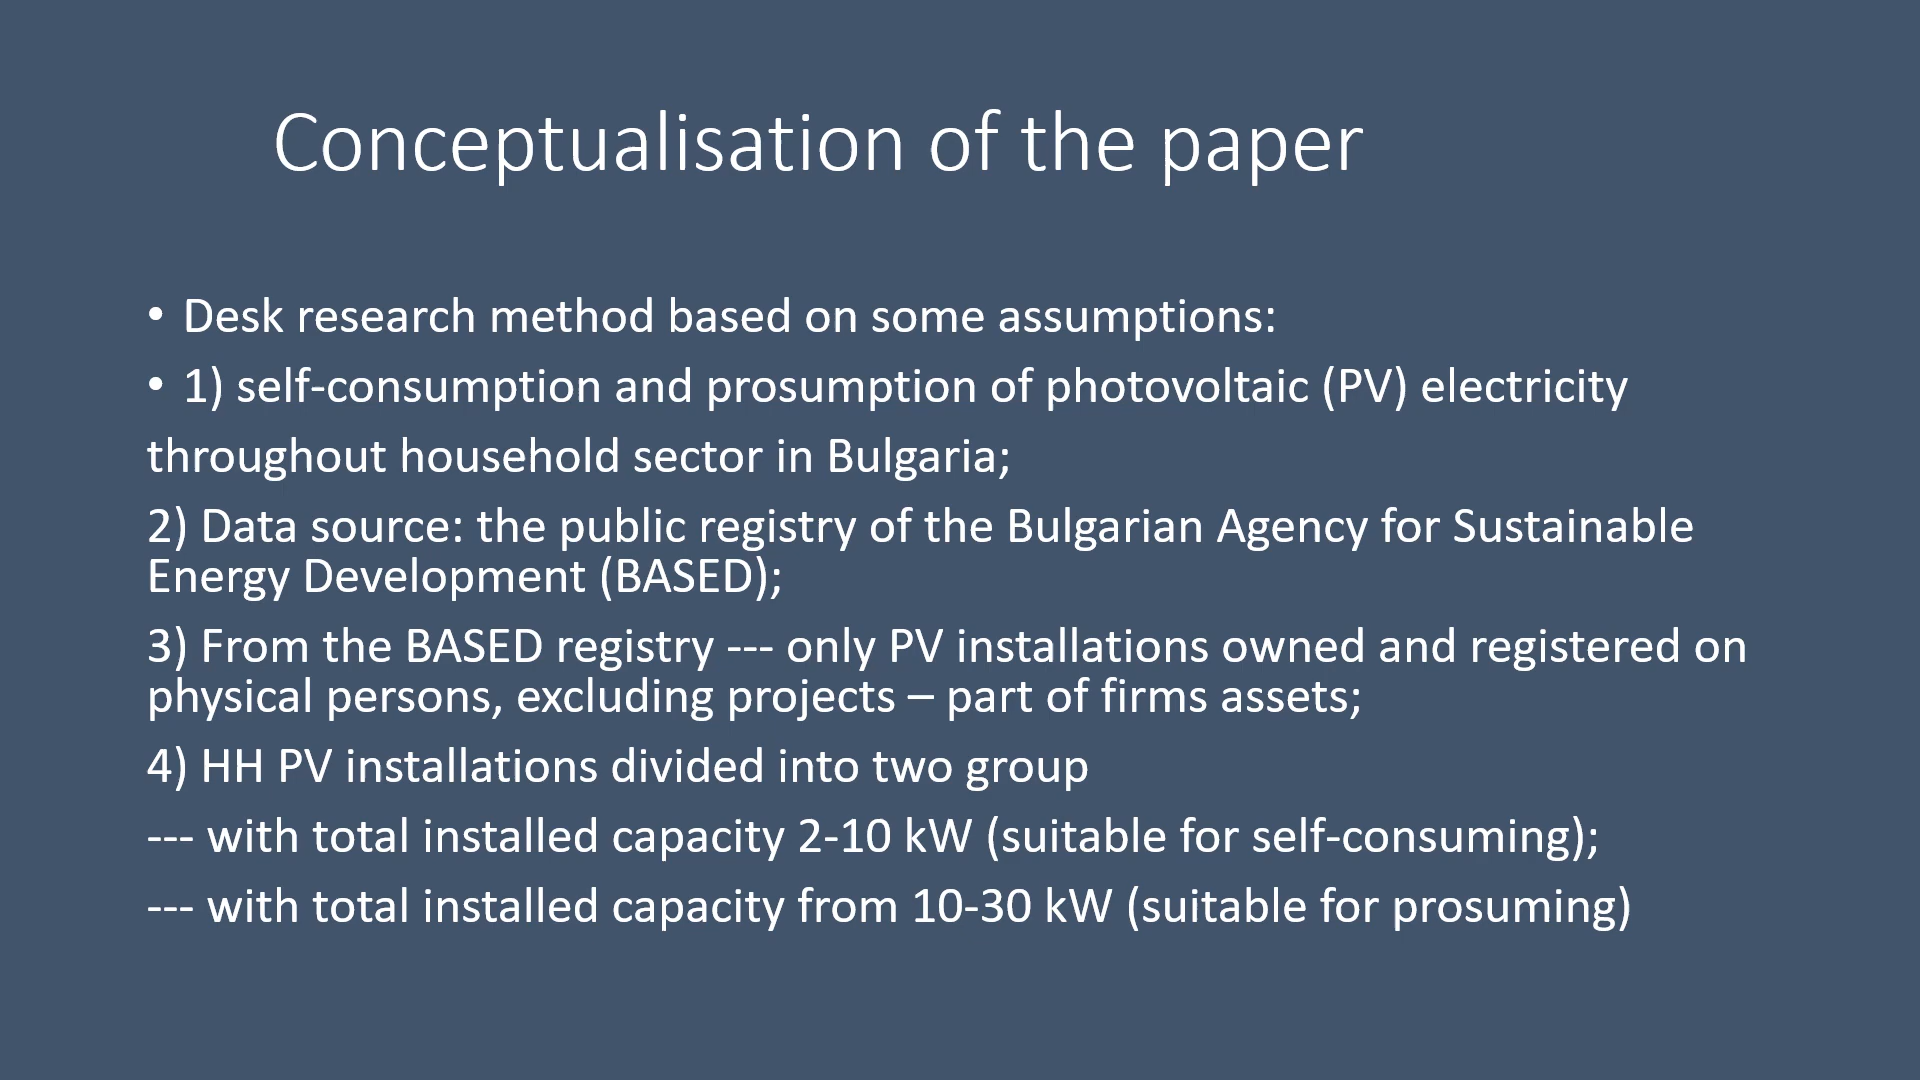 Conceptualisation of the paper
• Desk research method based on some assumptions:
• 1) self-consumption and prosumption of photovoltaic (PV) electricity
throughout household sector in Bulgaria;
2) Data source: the public registry of the Bulgarian Agency for Sustainable
Energy Development (BASED);
3) From the BASED registry --- only PV installations owned and registered on
physical persons, excluding projects – part of firms assets;
4) HH PV installations divided into two group
--- with total installed capacity 2-10 kW (suitable for self-consuming);
--- with total installed capacity from 10-30 kW (suitable for prosuming)